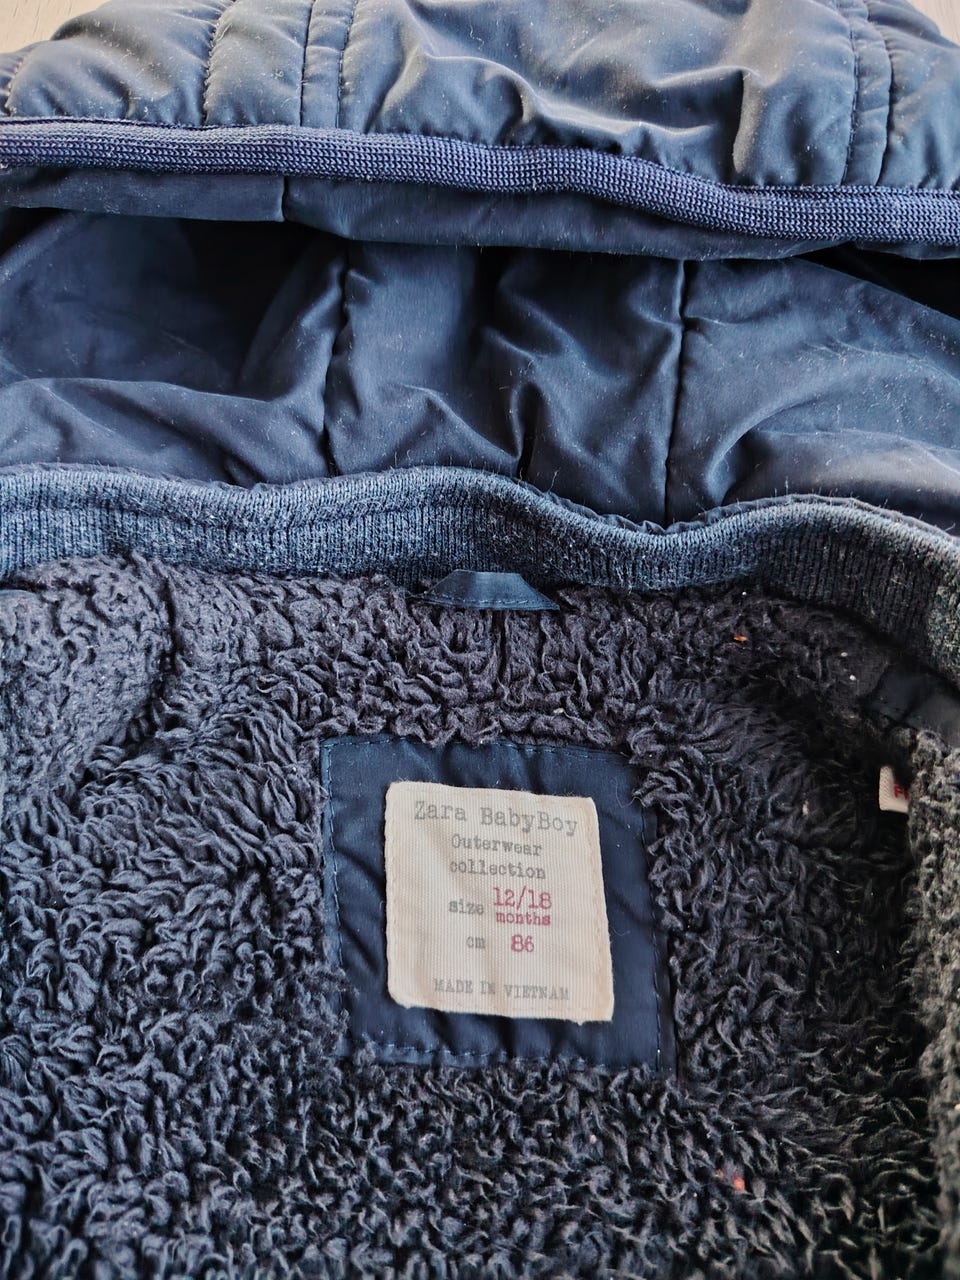 Zara BabyBoy
Outerwear
collection
size 12/18
months
cm 86
MADE IN VIETNAM